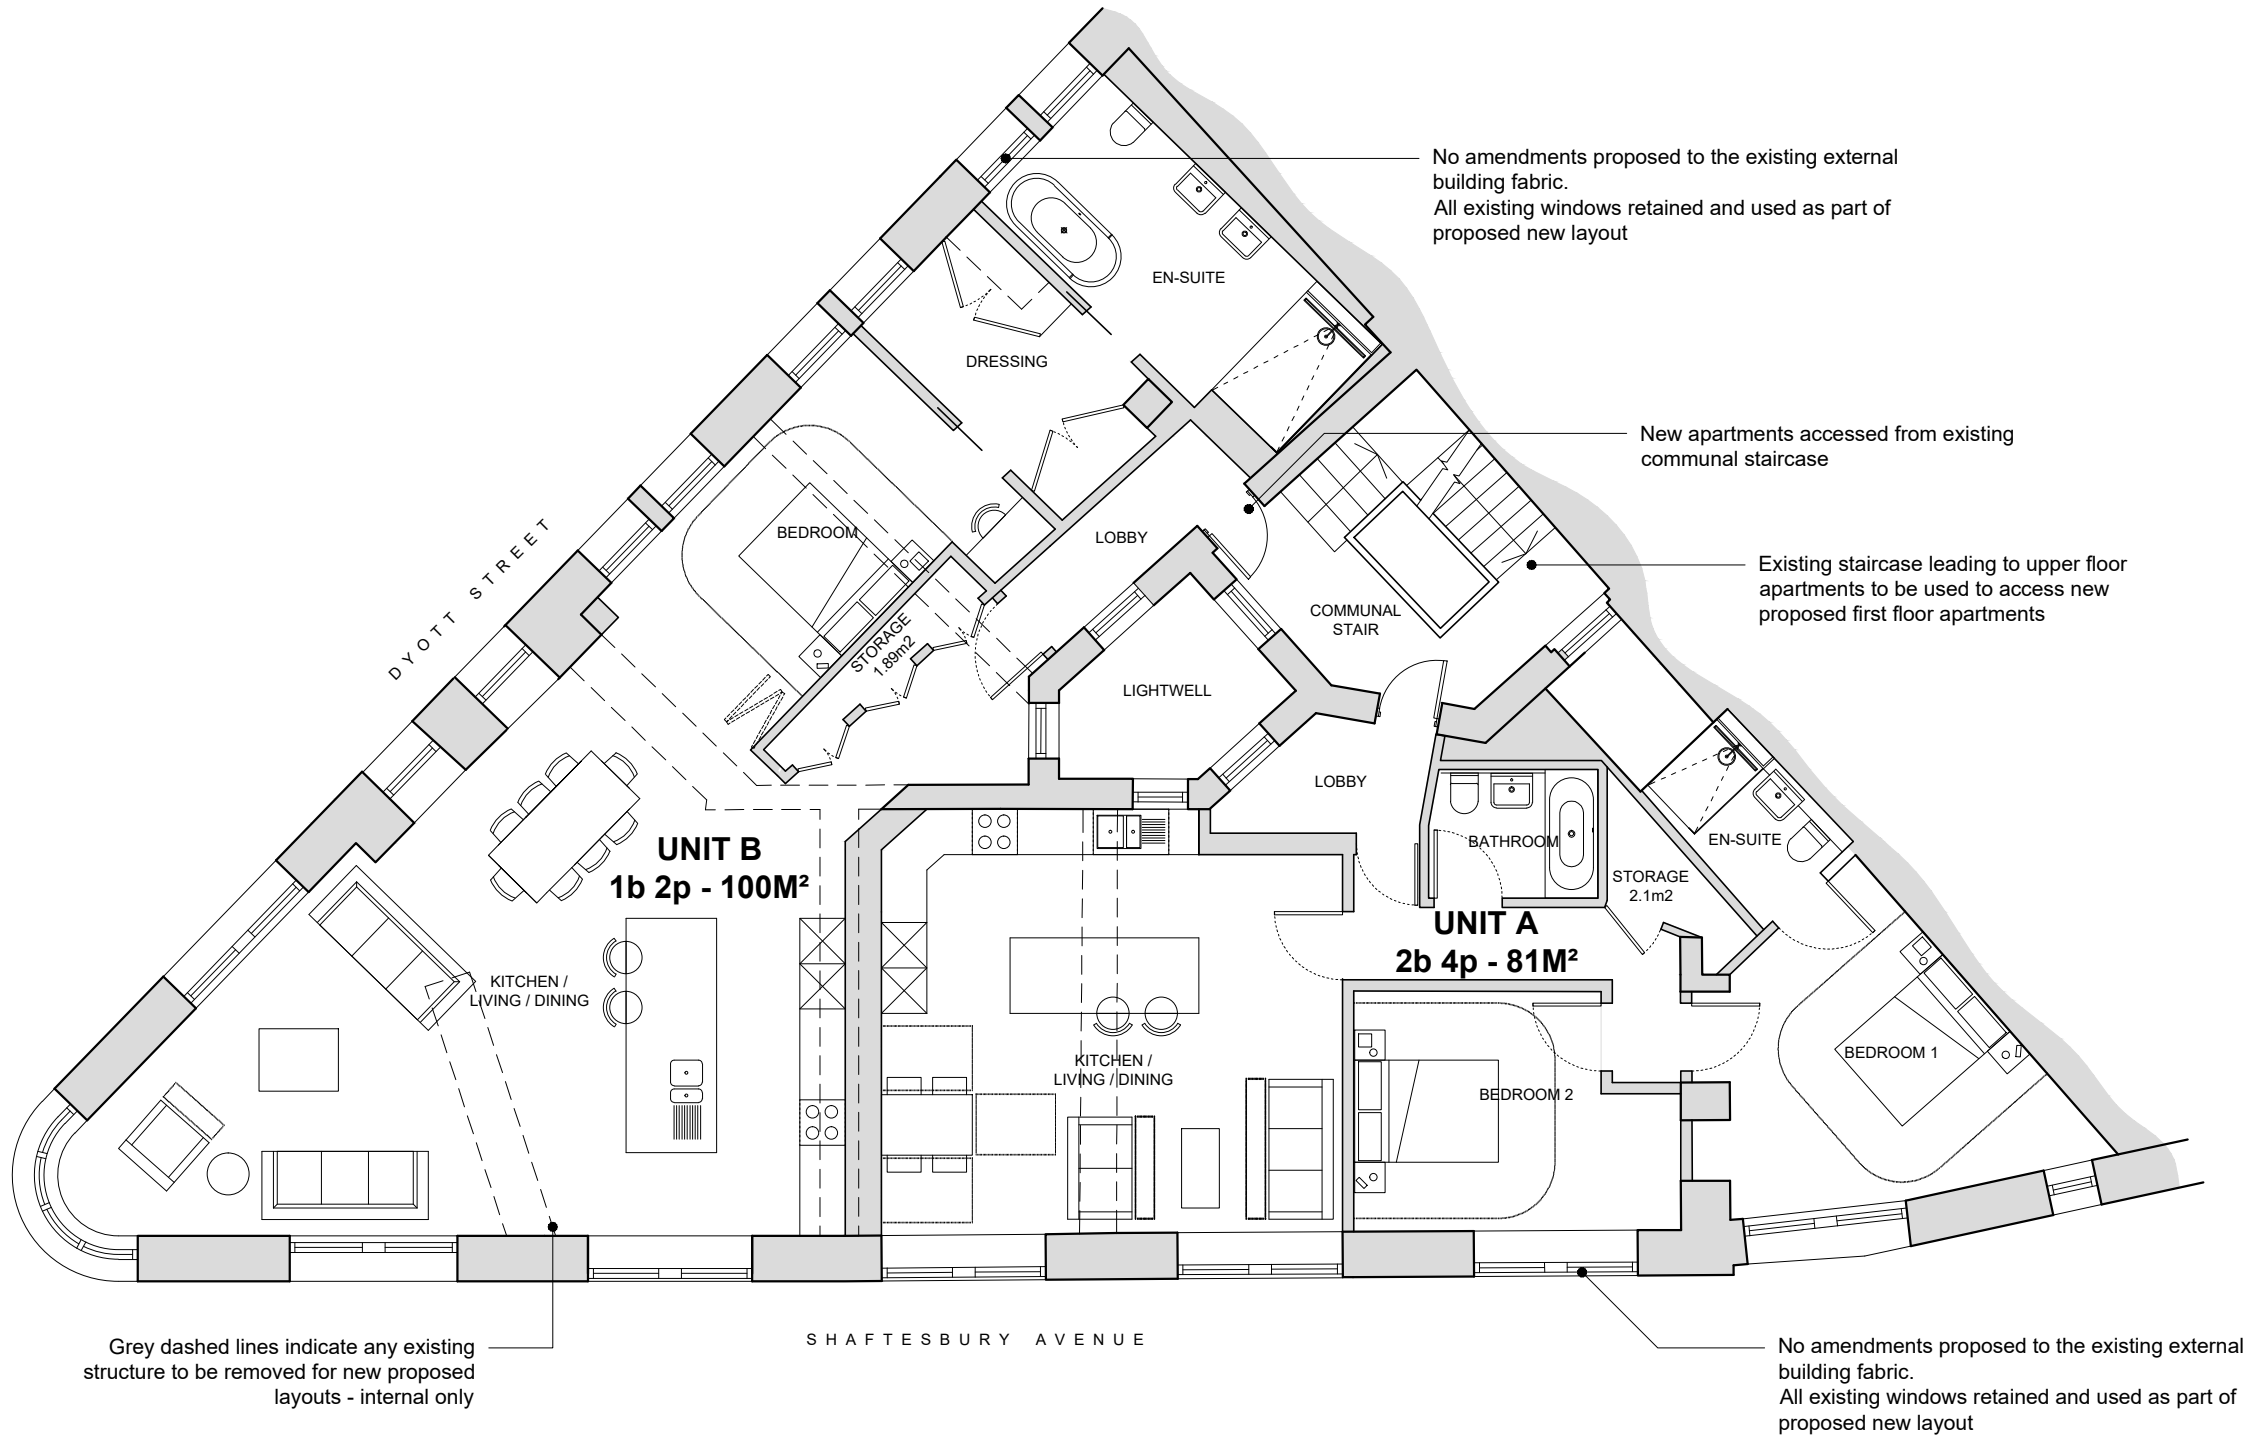 No amendments proposed to the existing external
building fabric.
All existing windows retained and used as part of
proposed new layout
EN-SUITE
DRESSING
New apartments accessed from existing
communal staircase
BEDROOM
LOBBY
DYOTT STREET
Existing staircase leading to upper floor
apartments to be used to access new
proposed first floor apartments
COMMUNAL
STAIR
STORAGE
1.89m2
LIGHTWELL
LOBBY
UNIT B
1b 2p - 100M²
BATHROOM
EN-SUITE
STORAGE
2.1m2
UNIT A
2b 4p - 81M²
KITCHEN /
LIVING / DINING
KITCHEN /
LIVING / DINING
BEDROOM 1
BEDROOM 2
SHAFTESBURY AVENUE
Grey dashed lines indicate any existing
structure to be removed for new proposed
layouts - internal only
No amendments proposed to the existing external
building fabric.
All existing windows retained and used as part of
proposed new layout